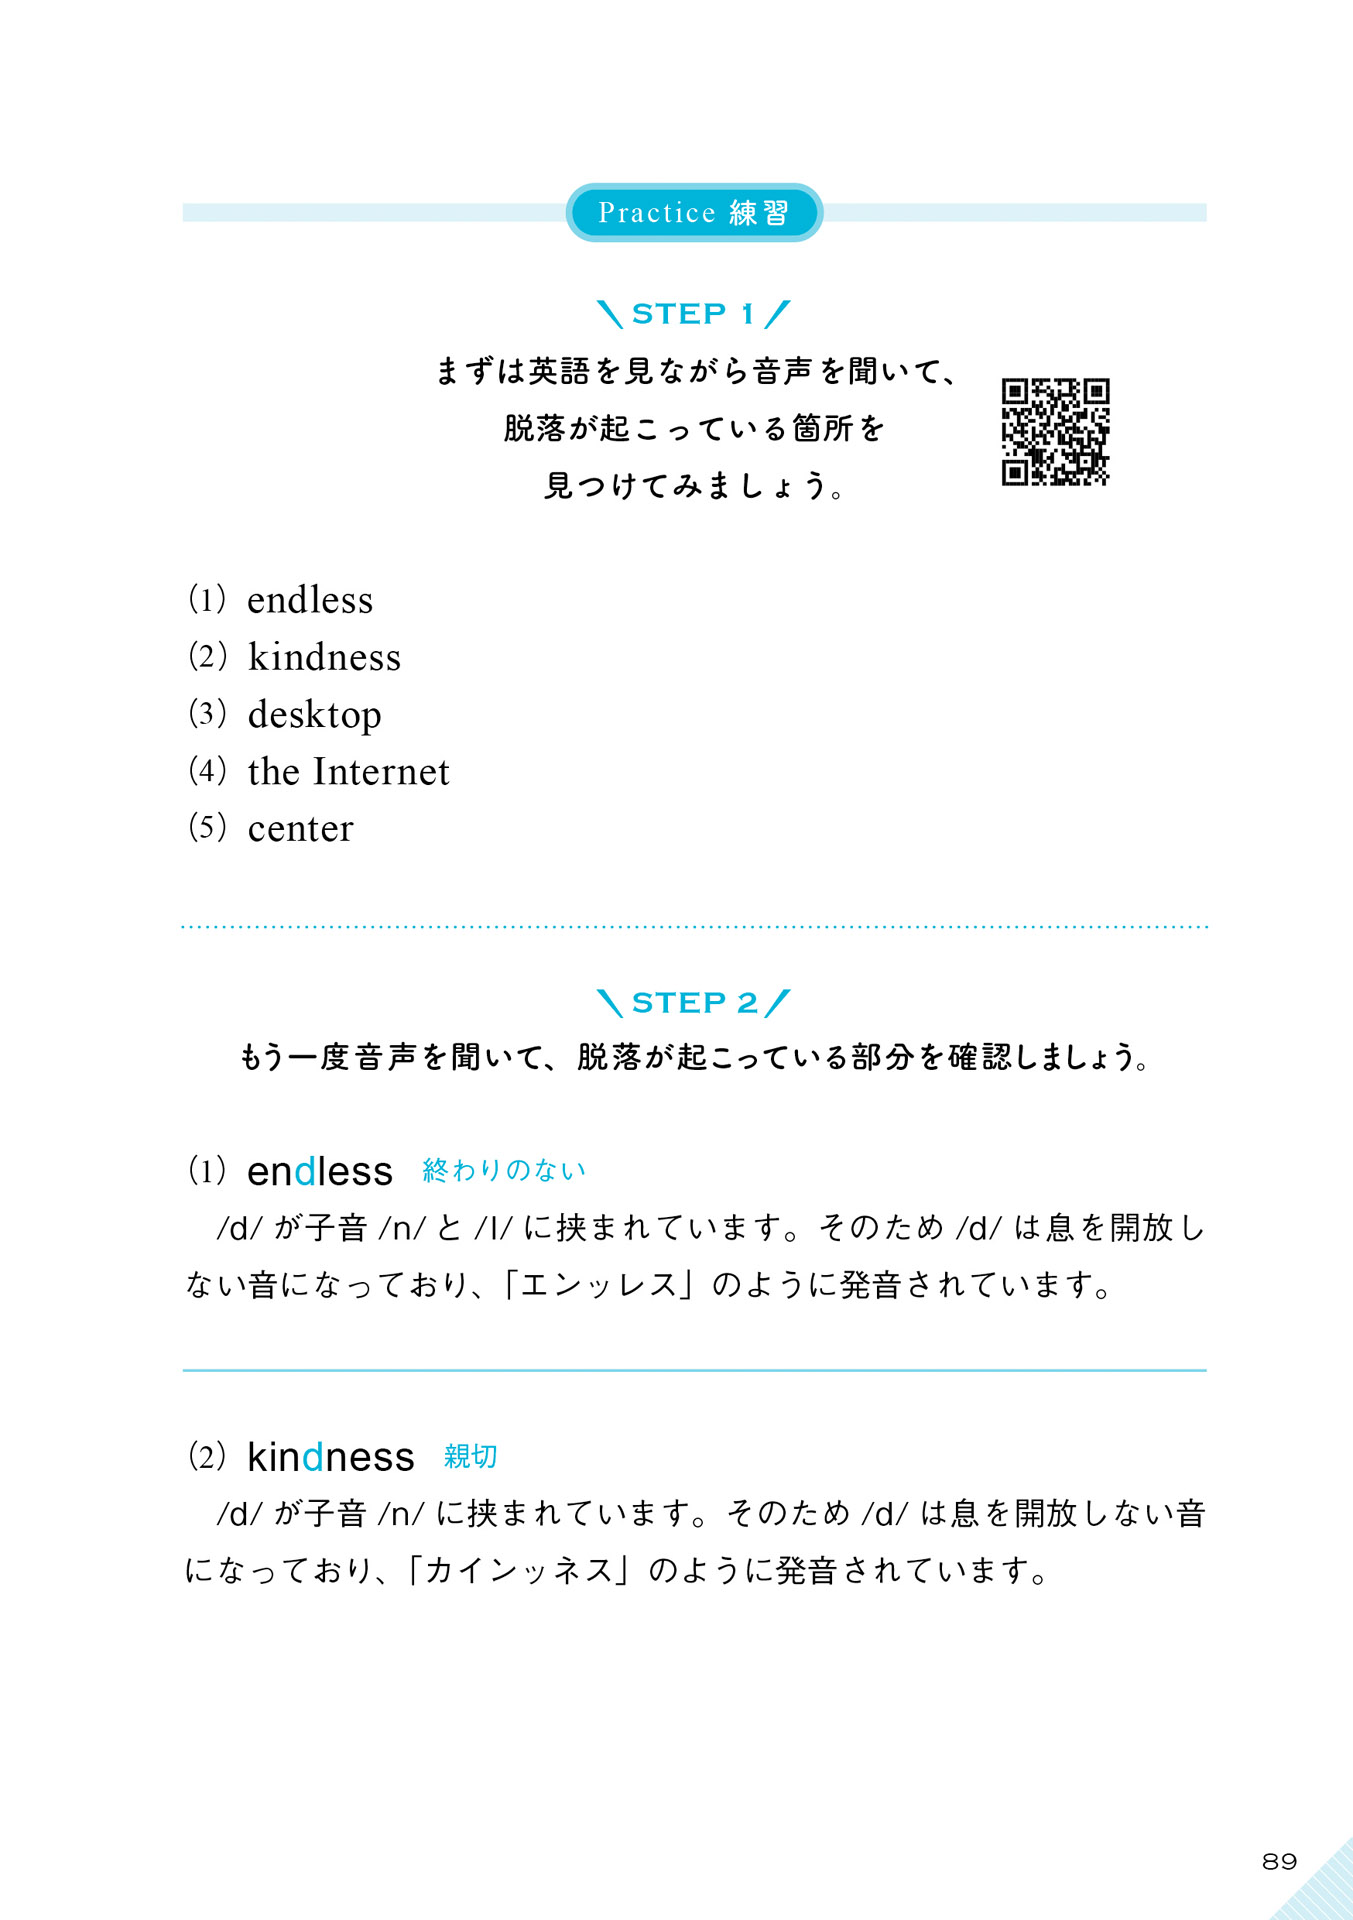 Practice 練習
STEP 1
まずは英語を見ながら音声を聞いて、
脱落が起こっている箇所を
見つけてみましょう。
(1) endless
(2) kindness
(3) desktop
(4) the Internet
(5) center
STEP 2
もう一度音声を聞いて、脱落が起こっている部分を確認しましょう。
(1) endless 終わりのない
/d/ が子音 /n/ と /l/ に挟まれています。そのため /d/ は息を開放し
ない音になっており、「エンッレス」のように発音されています。
(2) kindness 親切
/d/ が子音 /n/ に挟まれています。そのため /d/ は息を開放しない音
になっており、「カインッネス」のように発音されています。
89